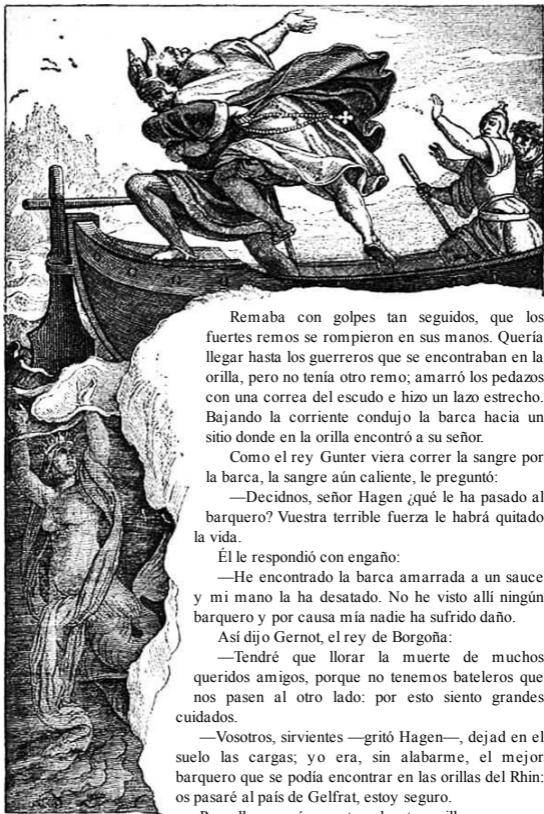 Remaba con golpes tan seguidos, que los
fuertes remos se rompieron en sus manos. Quería
llegar hasta los guerreros que se encontraban en la
orilla, pero no tenía otro remo; amarró los pedazos
con una correa del escudo e hizo un lazo estrecho.
Bajando la corriente condujo la barca hacia un
sitio donde en la orilla encontró a su señor.
Como el rey Gunter viera correr la sangre por
la barca, la sangre aún caliente, le preguntó:
—Decidnos, señor Hagen ¿qué le ha pasado al
barquero? Vuestra terrible fuerza le habrá quitado
la vida.
Él le respondió con engaño:
—He encontrado la barca amarrada a un sauce
y mi mano la ha desatado. No he visto allí ningún
barquero y por causa mía nadie ha sufrido daño.
Así dijo Gernot, el rey de Borgoña:
—Tendré que llorar la muerte de muchos
queridos amigos, porque no tenemos bateleros que
nos pasen al otro lado: por esto siento grandes
cuidados.
—Vosotros, sirvientes —gritó Hagen—, dejad en el
suelo las cargas; yo era, sin alabarme, el mejor
barquero que se podía encontrar en las orillas del Rhin:
os pasaré al país de Gelfrat, estoy seguro.